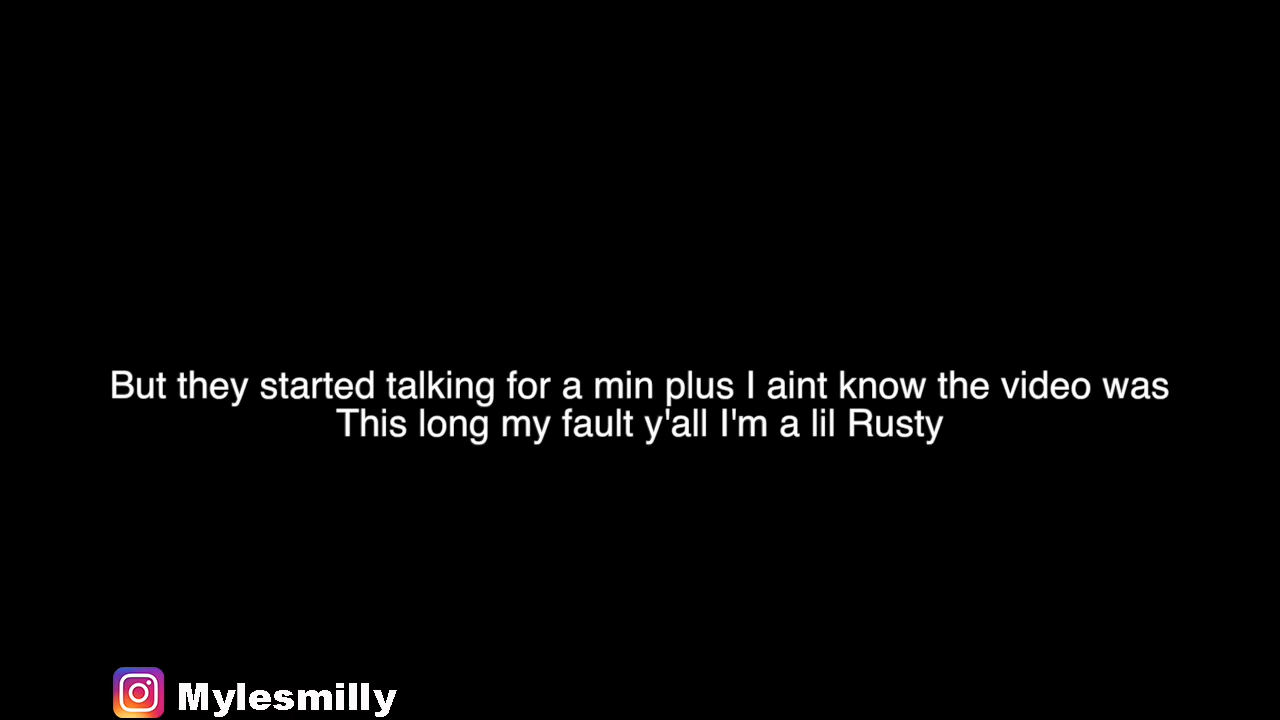 But they started talking for a min plus I aint know the video was
This long my fault y'all I'm a lil Rusty
Mylesmilly